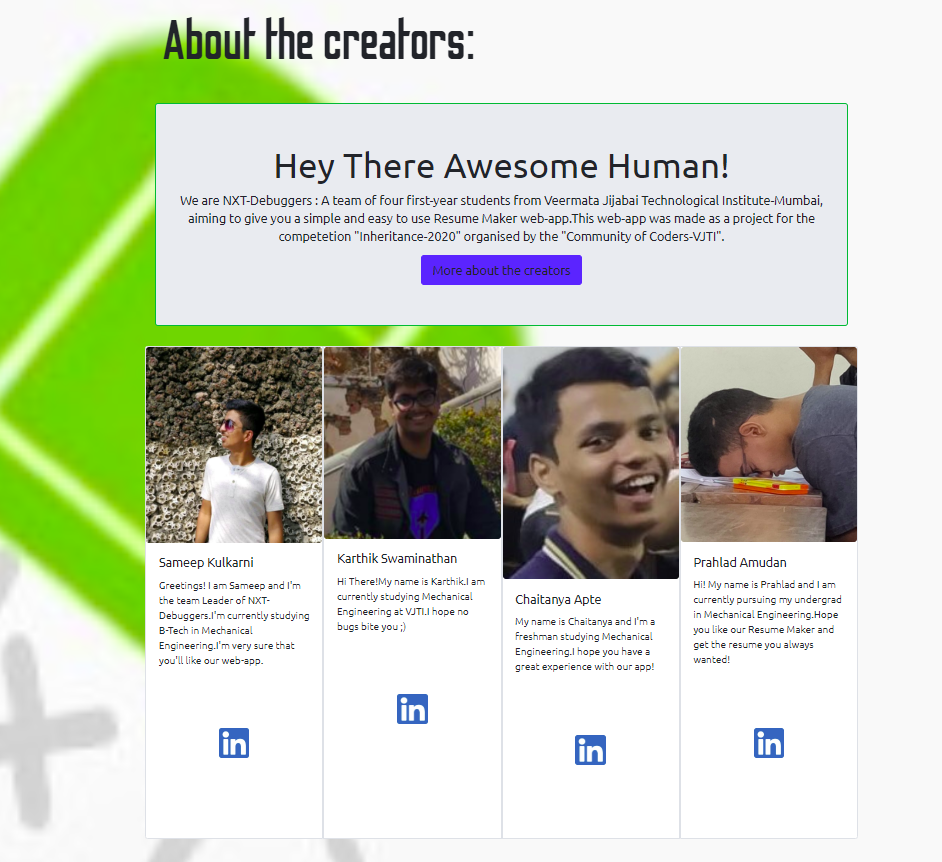 About the creators:
Hey There Awesome Human!
We are NXT-Debuggers : A team of four first-year students from Veermata Jijabai Technological Institute-Mumbai,
aiming to give you a simple and easy to use Resume Maker web-app.This web-app was made as a project for the
competetion "Inheritance-2020" organised by the "Community of Coders-VJTI".
More about the creators
Sameep Kulkarni
Greetings! I am Sameep and I'm
the team Leader of NXT-
Debuggers.I'm currently studying
B-Tech in Mechanical
Engineering.I'm very sure that
you'll like our web-app.
in
Karthik Swaminathan
Hi There!My name is Karthik.I am
currently studying Mechanical
Engineering at VJTI.I hope no
bugs bite you ;)
in
Chaitanya Apte
My name is Chaitanya and I'm a
freshman studying Mechanical
Engineering.I hope you have a
great experience with our app!
in
Prahlad Amudan
Hi! My name is Prahlad and I am
currently pursuing my undergrad
in Mechanical Engineering.Hope
you like our Resume Maker and
get the resume you always
wanted!
in